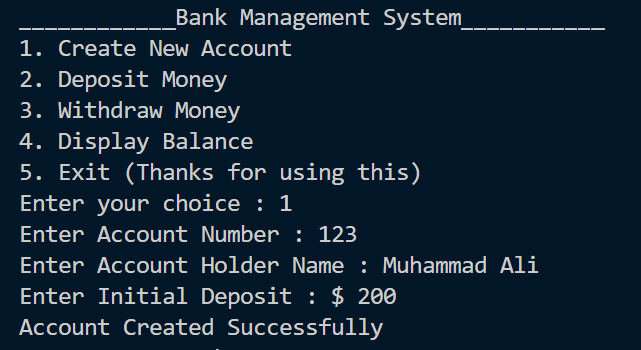 ____________Bank Management System___________
1. Create New Account
2. Deposit Money
3. Withdraw Money
4. Display Balance
5. Exit (Thanks for using this)
Enter your choice : 1
Enter Account Number : 123
Enter Account Holder Name : Muhammad Ali
Enter Initial Deposit : $ 200
Account Created Successfully